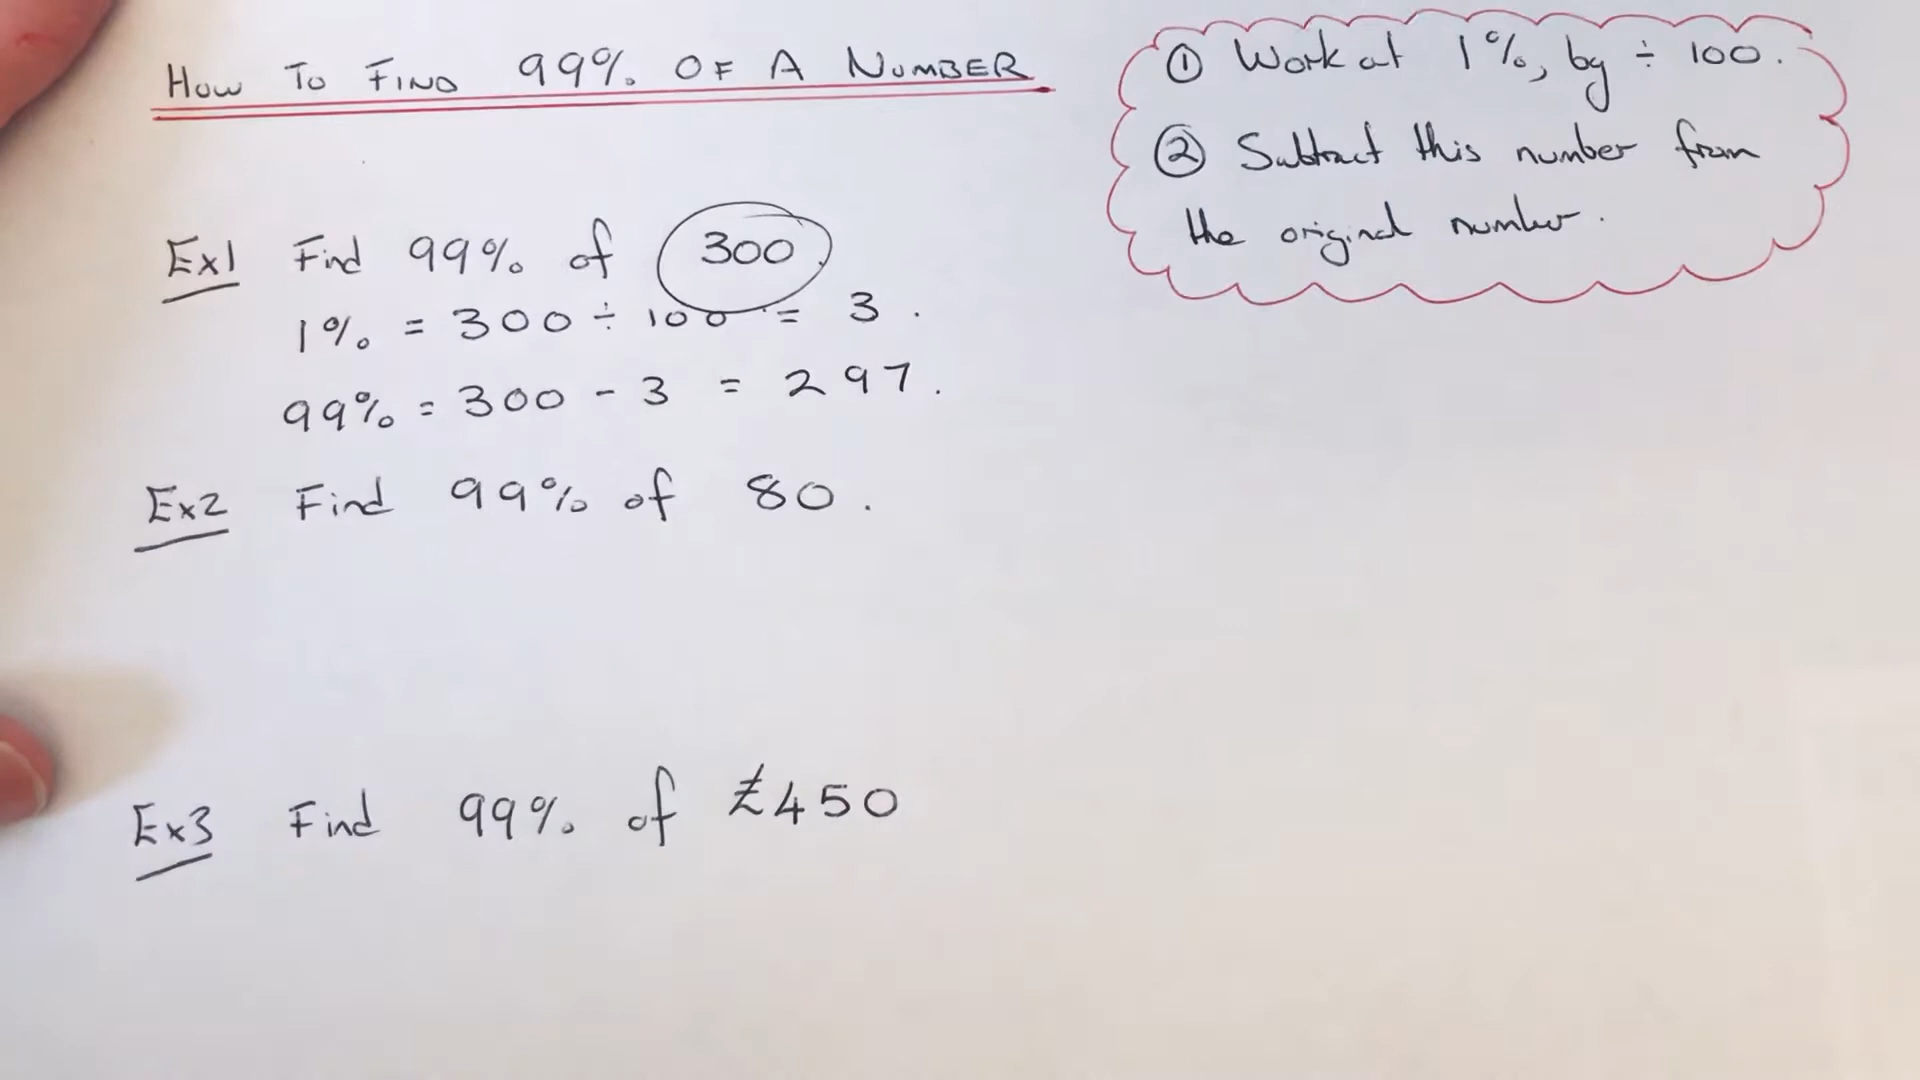 HOW TO FIND 99% OF A NUMBER
Ex1 Find 99% of 300.
1% = 300 ÷ 100 = 3.
99% = 300 - 3 = 297.
Ex2 Find 99% of 80.
Ex3 Find 99% of £450
① Work out 1%, by ÷ 100.
② Subtract this number from
the original number.